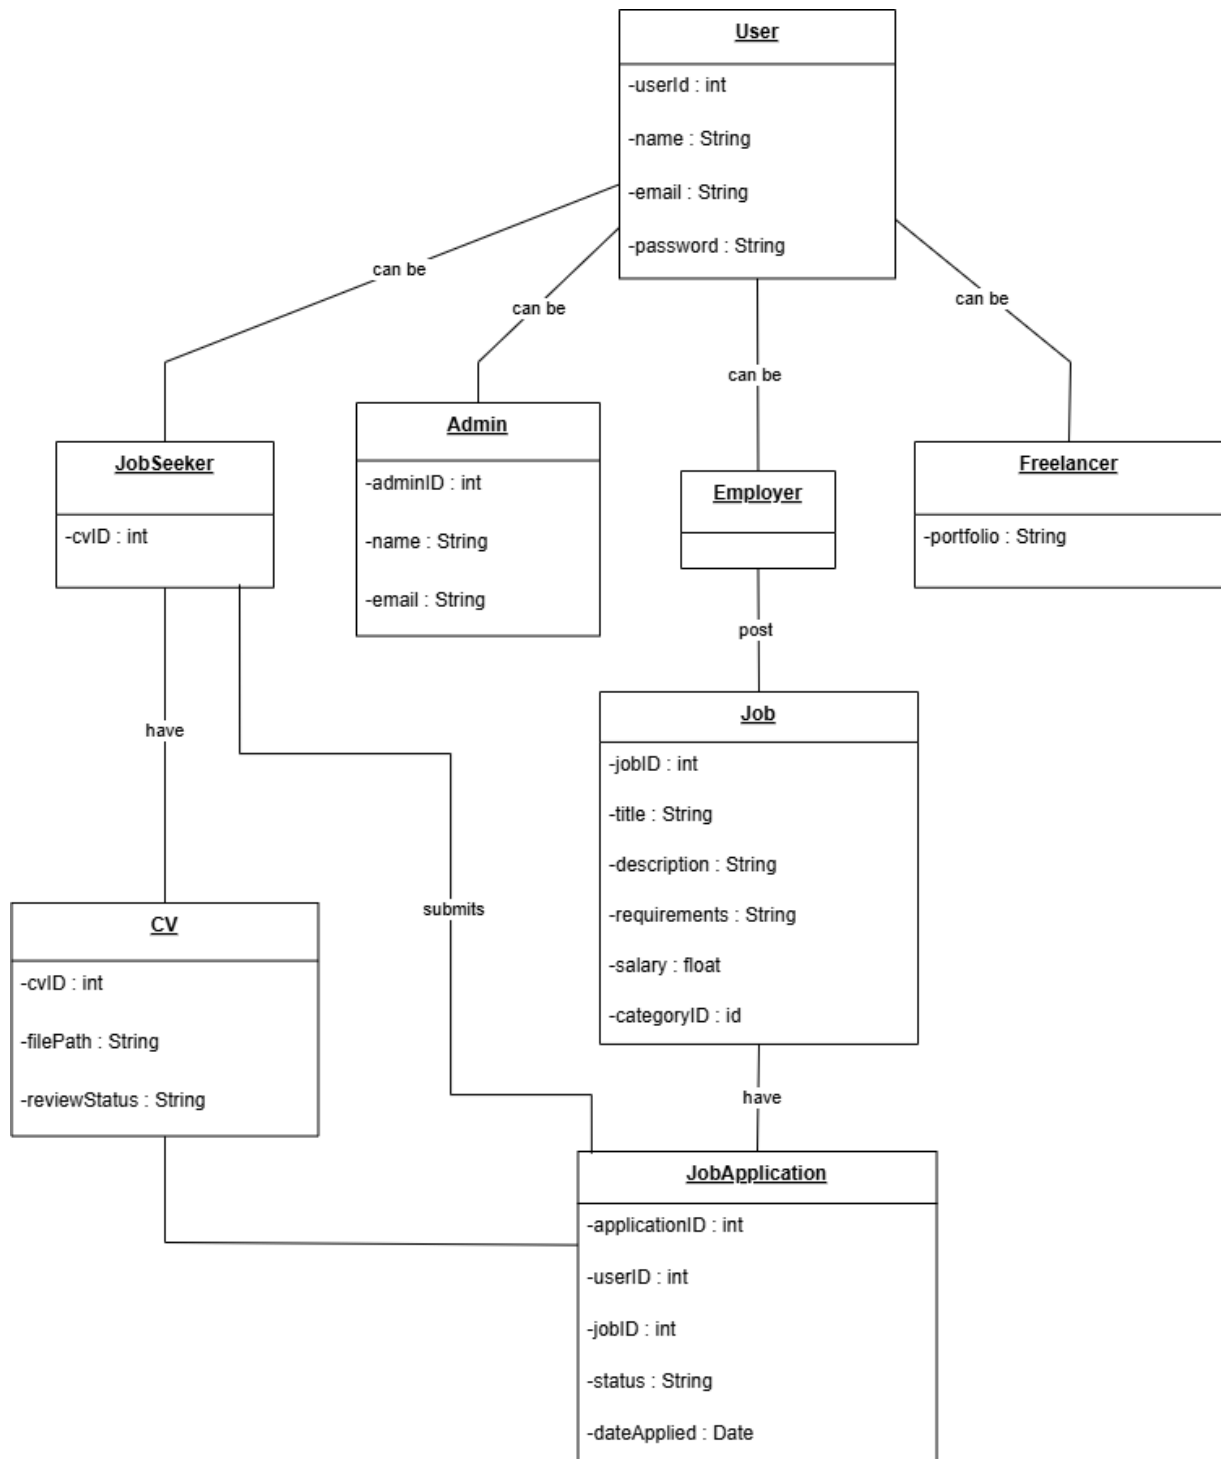 User
-userId : int
-name : String
-email : String
-password : String
can be
can be
can be
can be
JobSeeker
-cvID : int
Admin
-adminID : int
-name : String
-email : String
Employer
Freelancer
-portfolio : String
have
submits
post
Job
-jobID : int
-title : String
-description : String
-requirements : String
-salary : float
-categoryID : id
CV
-cvID : int
-filePath : String
-reviewStatus : String
have
JobApplication
-applicationID : int
-userID : int
-jobID : int
-status : String
-dateApplied : Date